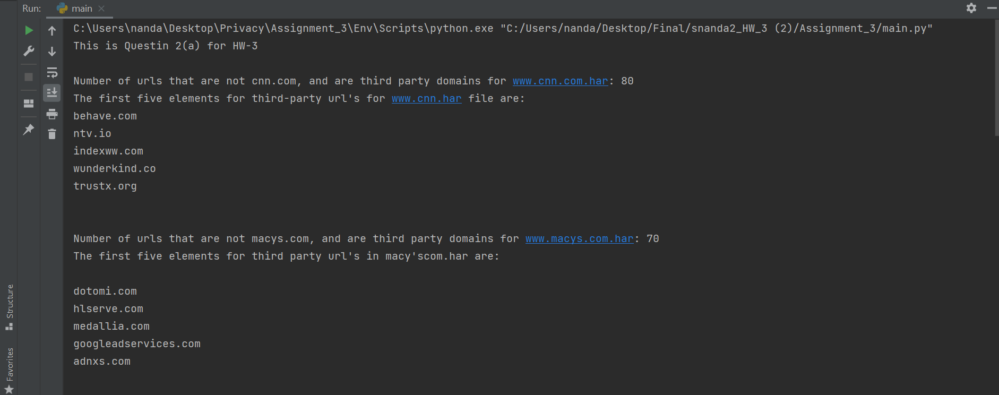 Run: main
C:\Users\nanda\Desktop\Privacy\Assignment_3\Env\Scripts\python.exe "C:/Users/nanda/Desktop/Final/snanda2_HW_3 (2)/Assignment_3/main.py"
This is Questin 2(a) for HW-3
Number of urls that are not cnn.com, and are third party domains for www.cnn.com.har: 80
The first five elements for third-party url's for www.cnn.har file are:
behave.com
ntv.io
indexww.com
wunderkind.co
trustx.org
Number of urls that are not macys.com, and are third party domains for www.macys.com.har: 70
The first five elements for third party url's in macy'scom.har are:
dotomi.com
hlserve.com
medallia.com
googleadservices.com
adnxs.com
Structure
Favorites